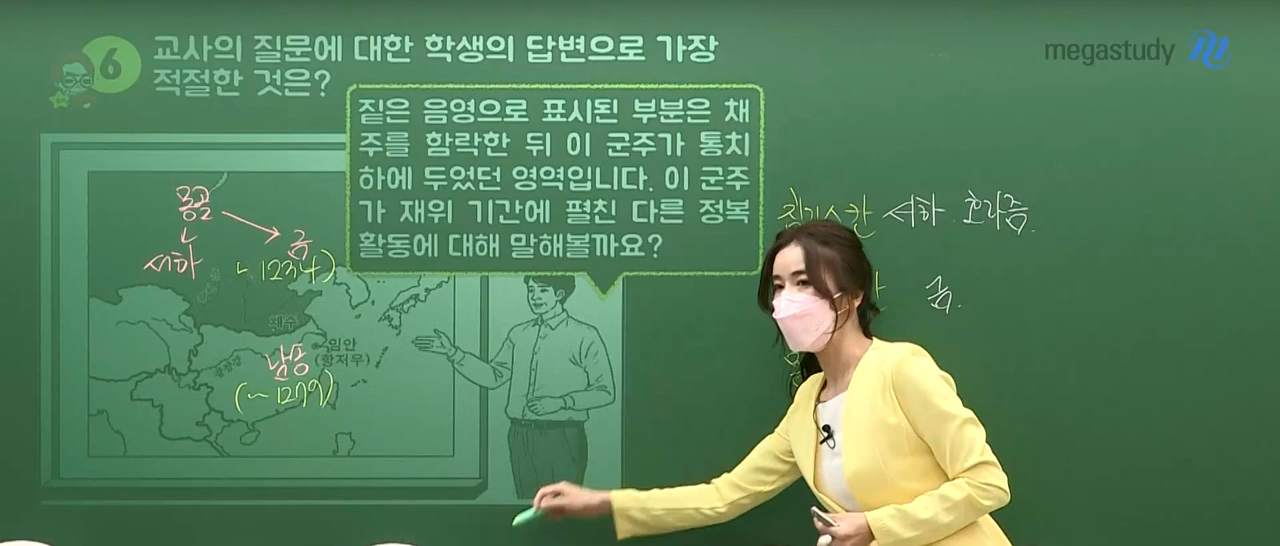 6 교사의 질문에 대한 학생의 답변으로 가장
적절한 것은?
megastudy
짙은 음영으로 표시된 부분은 채
주를 함락한 뒤 이 군주가 통치
하에 두었던 영역입니다. 이 군주
가 재위 기간에 펼친 다른 정복
활동에 대해 말해볼까요?
몽골
서하
금
(~1234)
채주
임안
(항저우)
남송
(~1279)
칭기스칸 서하 호라즘.
금.